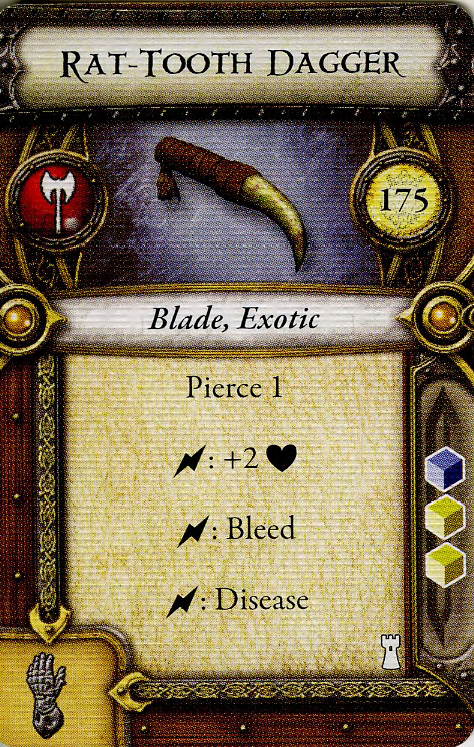 RAT-TOOTH DAGGER
175
Blade, Exotic
Pierce 1
: +2
: Bleed
: Disease